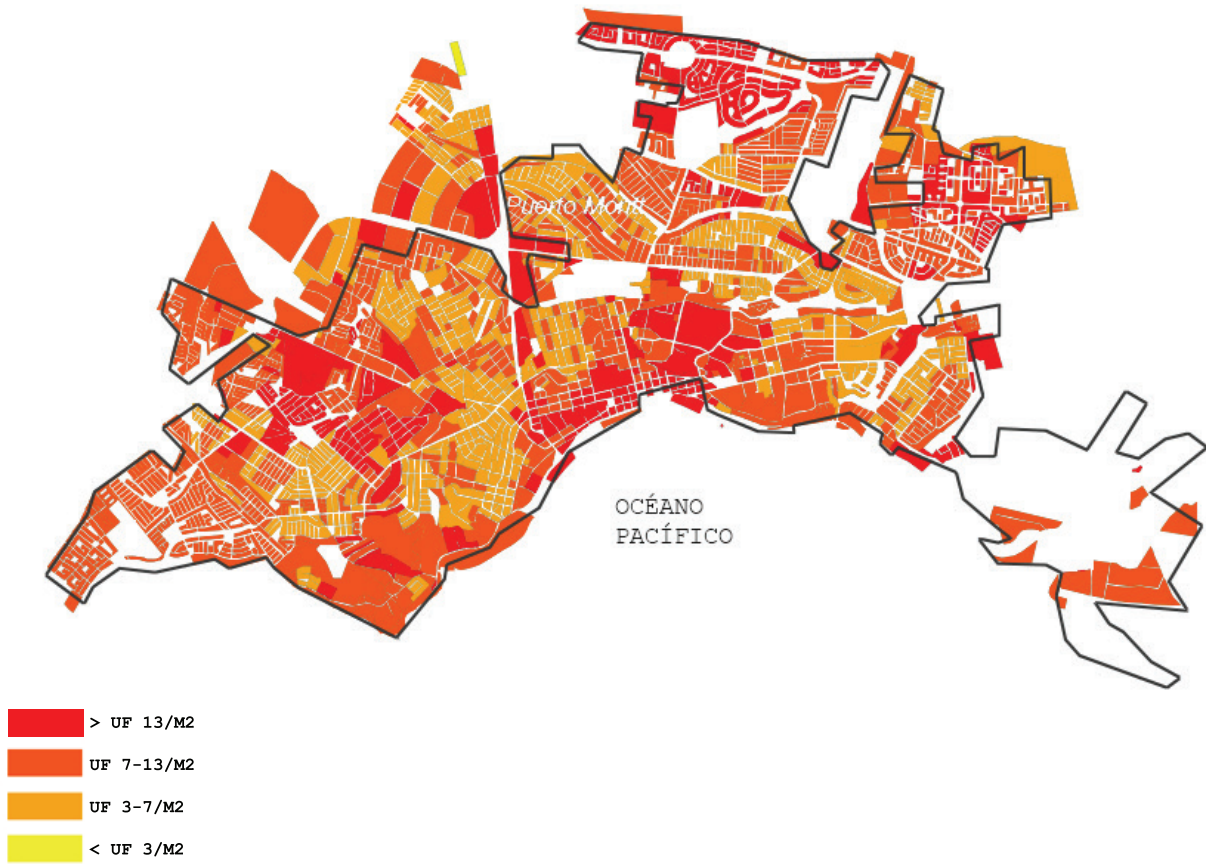 Puerto Montt
OCÉANO
PACÍFICO
> UF 13/M2
UF 7-13/M2
UF 3-7/M2
< UF 3/M2